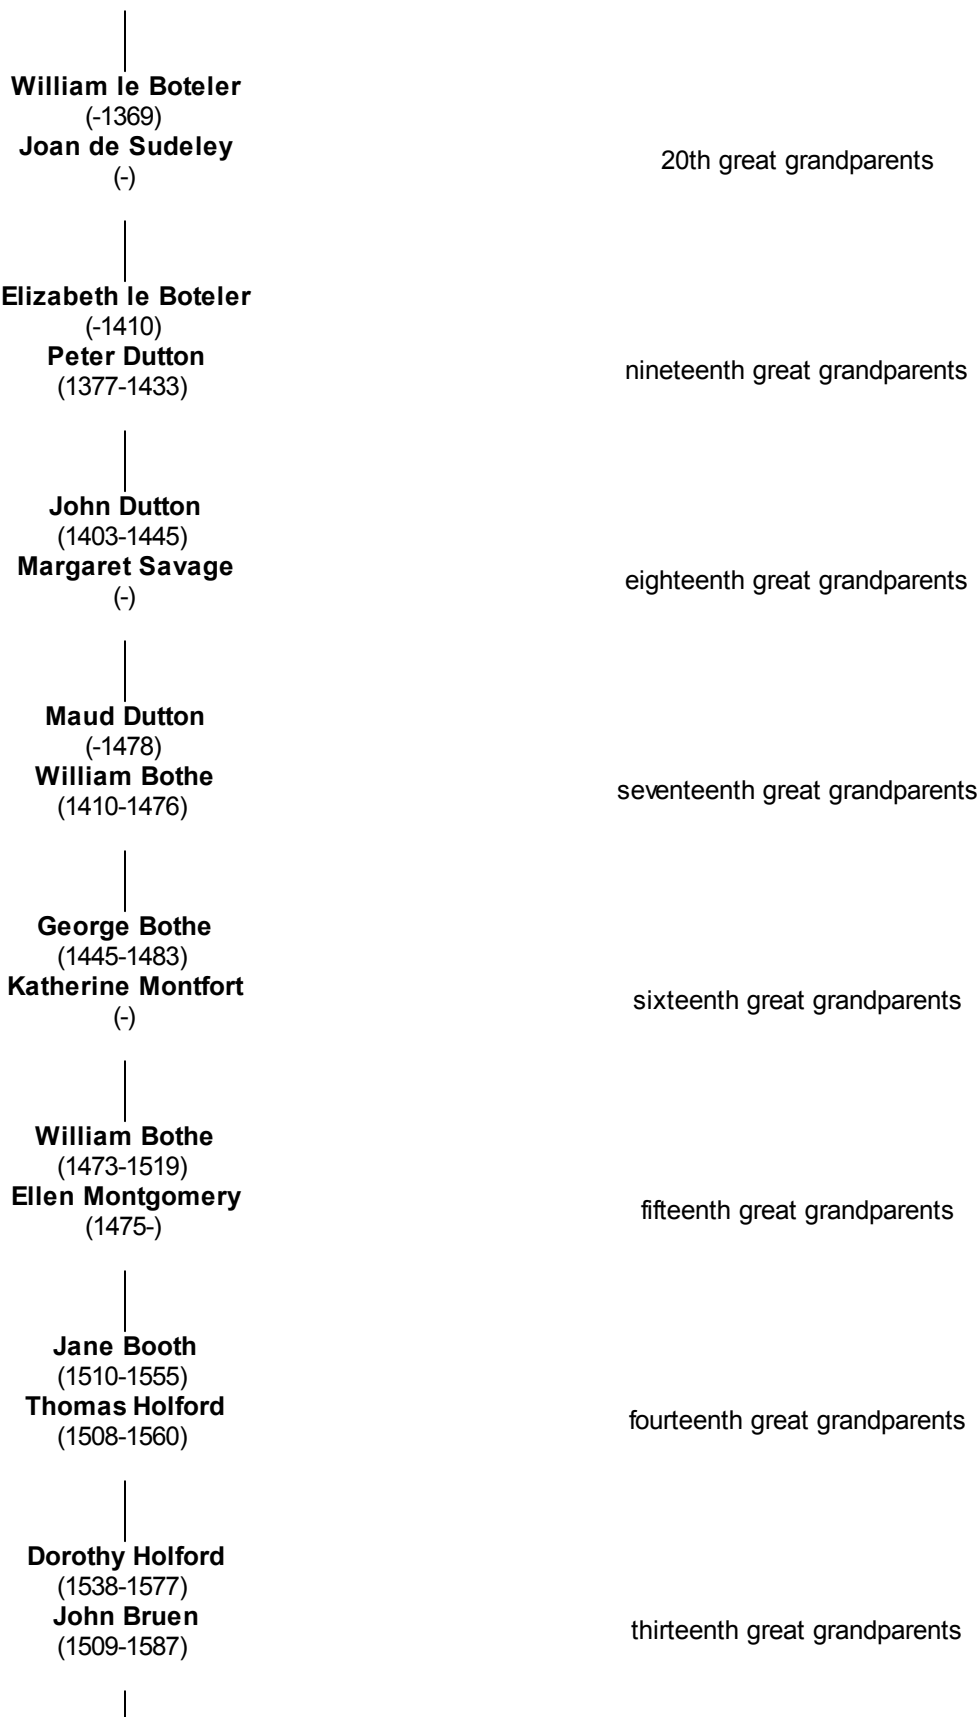 William le Boteler
(-1369)
Joan de Sudeley
(-)
20th great grandparents
Elizabeth le Boteler
(-1410)
Peter Dutton
(1377-1433)
nineteenth great grandparents
John Dutton
(1403-1445)
Margaret Savage
(-)
eighteenth great grandparents
Maud Dutton
(-1478)
William Bothe
(1410-1476)
seventeenth great grandparents
George Bothe
(1445-1483)
Katherine Montfort
(-)
sixteenth great grandparents
William Bothe
(1473-1519)
Ellen Montgomery
(1475-)
fifteenth great grandparents
Jane Booth
(1510-1555)
Thomas Holford
(1508-1560)
fourteenth great grandparents
Dorothy Holford
(1538-1577)
John Bruen
(1509-1587)
thirteenth great grandparents